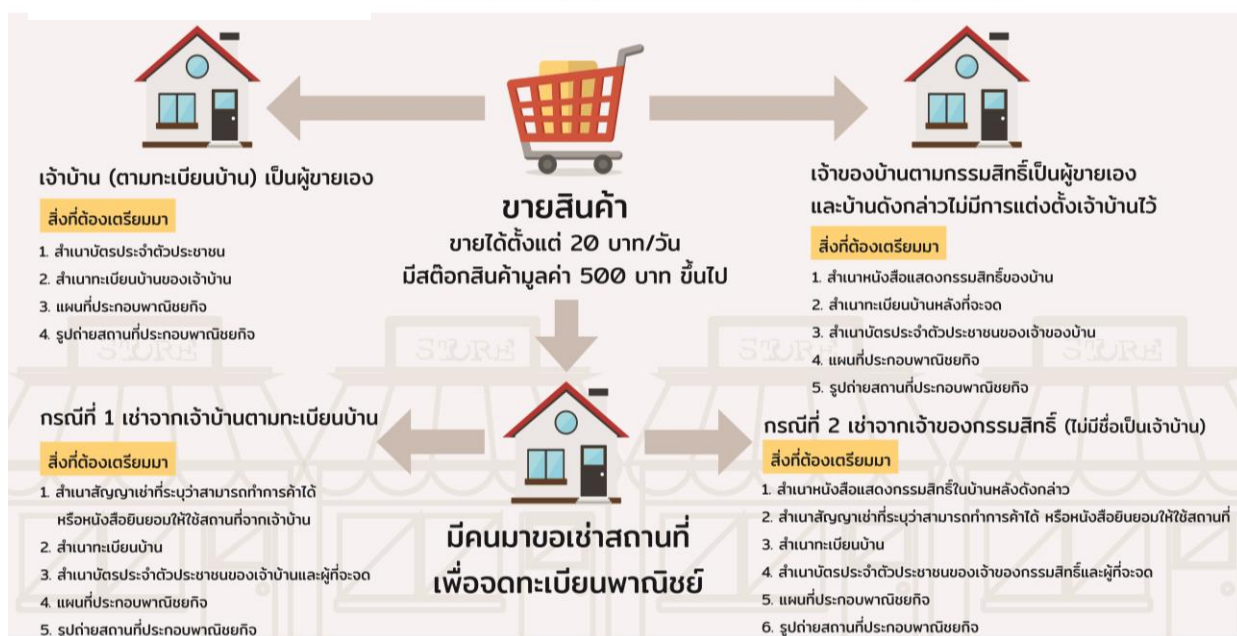 เจ้าบ้าน (ตามทะเบียนบ้าน) เป็นผู้ขายเอง
สิ่งที่ต้องเตรียมมา
1. สำเนาบัตรประจำตัวประชาชน
2. สำเนาทะเบียนบ้านของเจ้าบ้าน
3. แผนที่ประกอบพาณิชยกิจ
4. รูปถ่ายสถานที่ประกอบพาณิชยกิจ
ขายสินค้า
ขายได้ตั้งแต่ 20 บาท/วัน
มีสต๊อกสินค้ามูลค่า 500 บาท ขึ้นไป
เจ้าของบ้านตามกรรมสิทธิ์เป็นผู้ขายเอง
และบ้านดังกล่าวไม่มีการแต่งตั้งเจ้าบ้านไว้
สิ่งที่ต้องเตรียมมา
1. สำเนาหนังสือแสดงกรรมสิทธิ์ของบ้าน
2. สำเนาทะเบียนบ้านหลังที่จะจด
3. สำเนาบัตรประจำตัวประชาชนของเจ้าของบ้าน
4. แผนที่ประกอบพาณิชยกิจ
5. รูปถ่ายสถานที่ประกอบพาณิชยกิจ
STORE
STORE
STORE
STORE
กรณีที่ 1 เช่าจากเจ้าบ้านตามทะเบียนบ้าน
สิ่งที่ต้องเตรียมมา
1. สำเนาสัญญาเช่าที่ระบุว่าสามารถทำการค้าได้
หรือหนังสือยินยอมให้ใช้สถานที่จากเจ้าบ้าน
2. สำเนาทะเบียนบ้าน
3. สำเนาบัตรประจำตัวประชาชนของเจ้าบ้านและผู้ที่จะจด
4. แผนที่ประกอบพาณิชยกิจ
5. รูปถ่ายสถานที่ประกอบพาณิชยกิจ
มีคนมาขอเช่าสถานที่
เพื่อจดทะเบียนพาณิชย์
กรณีที่ 2 เช่าจากเจ้าของกรรมสิทธิ์ (ไม่มีชื่อเป็นเจ้าบ้าน)
สิ่งที่ต้องเตรียมมา
1. สำเนาหนังสือแสดงกรรมสิทธิ์ในบ้านหลังดังกล่าว
2. สำเนาสัญญาเช่าที่ระบุว่าสามารถทำการค้าได้ หรือหนังสือยินยอมให้ใช้สถานที่
3. สำเนาทะเบียนบ้าน
4. สำเนาบัตรประจำตัวประชาชนของเจ้าของกรรมสิทธิ์และผู้ที่จะจด
5. แผนที่ประกอบพาณิชยกิจ
6. รูปถ่ายสถานที่ประกอบพาณิชยกิจ